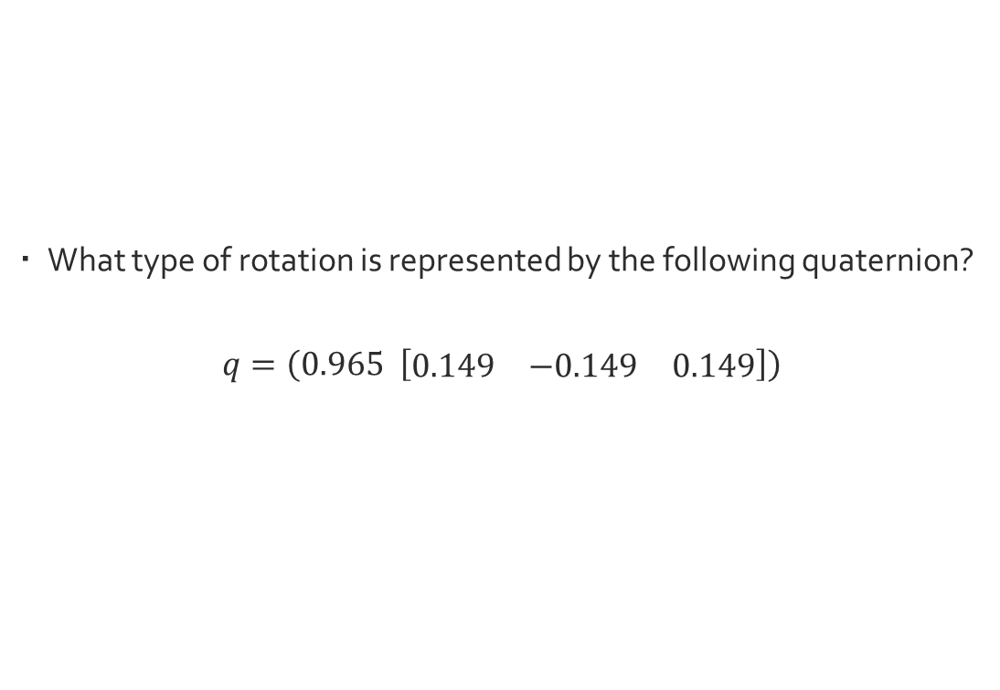 ▪ What type of rotation is represented by the following quaternion?
q = (0.965 [0.149 −0.149 0.149])